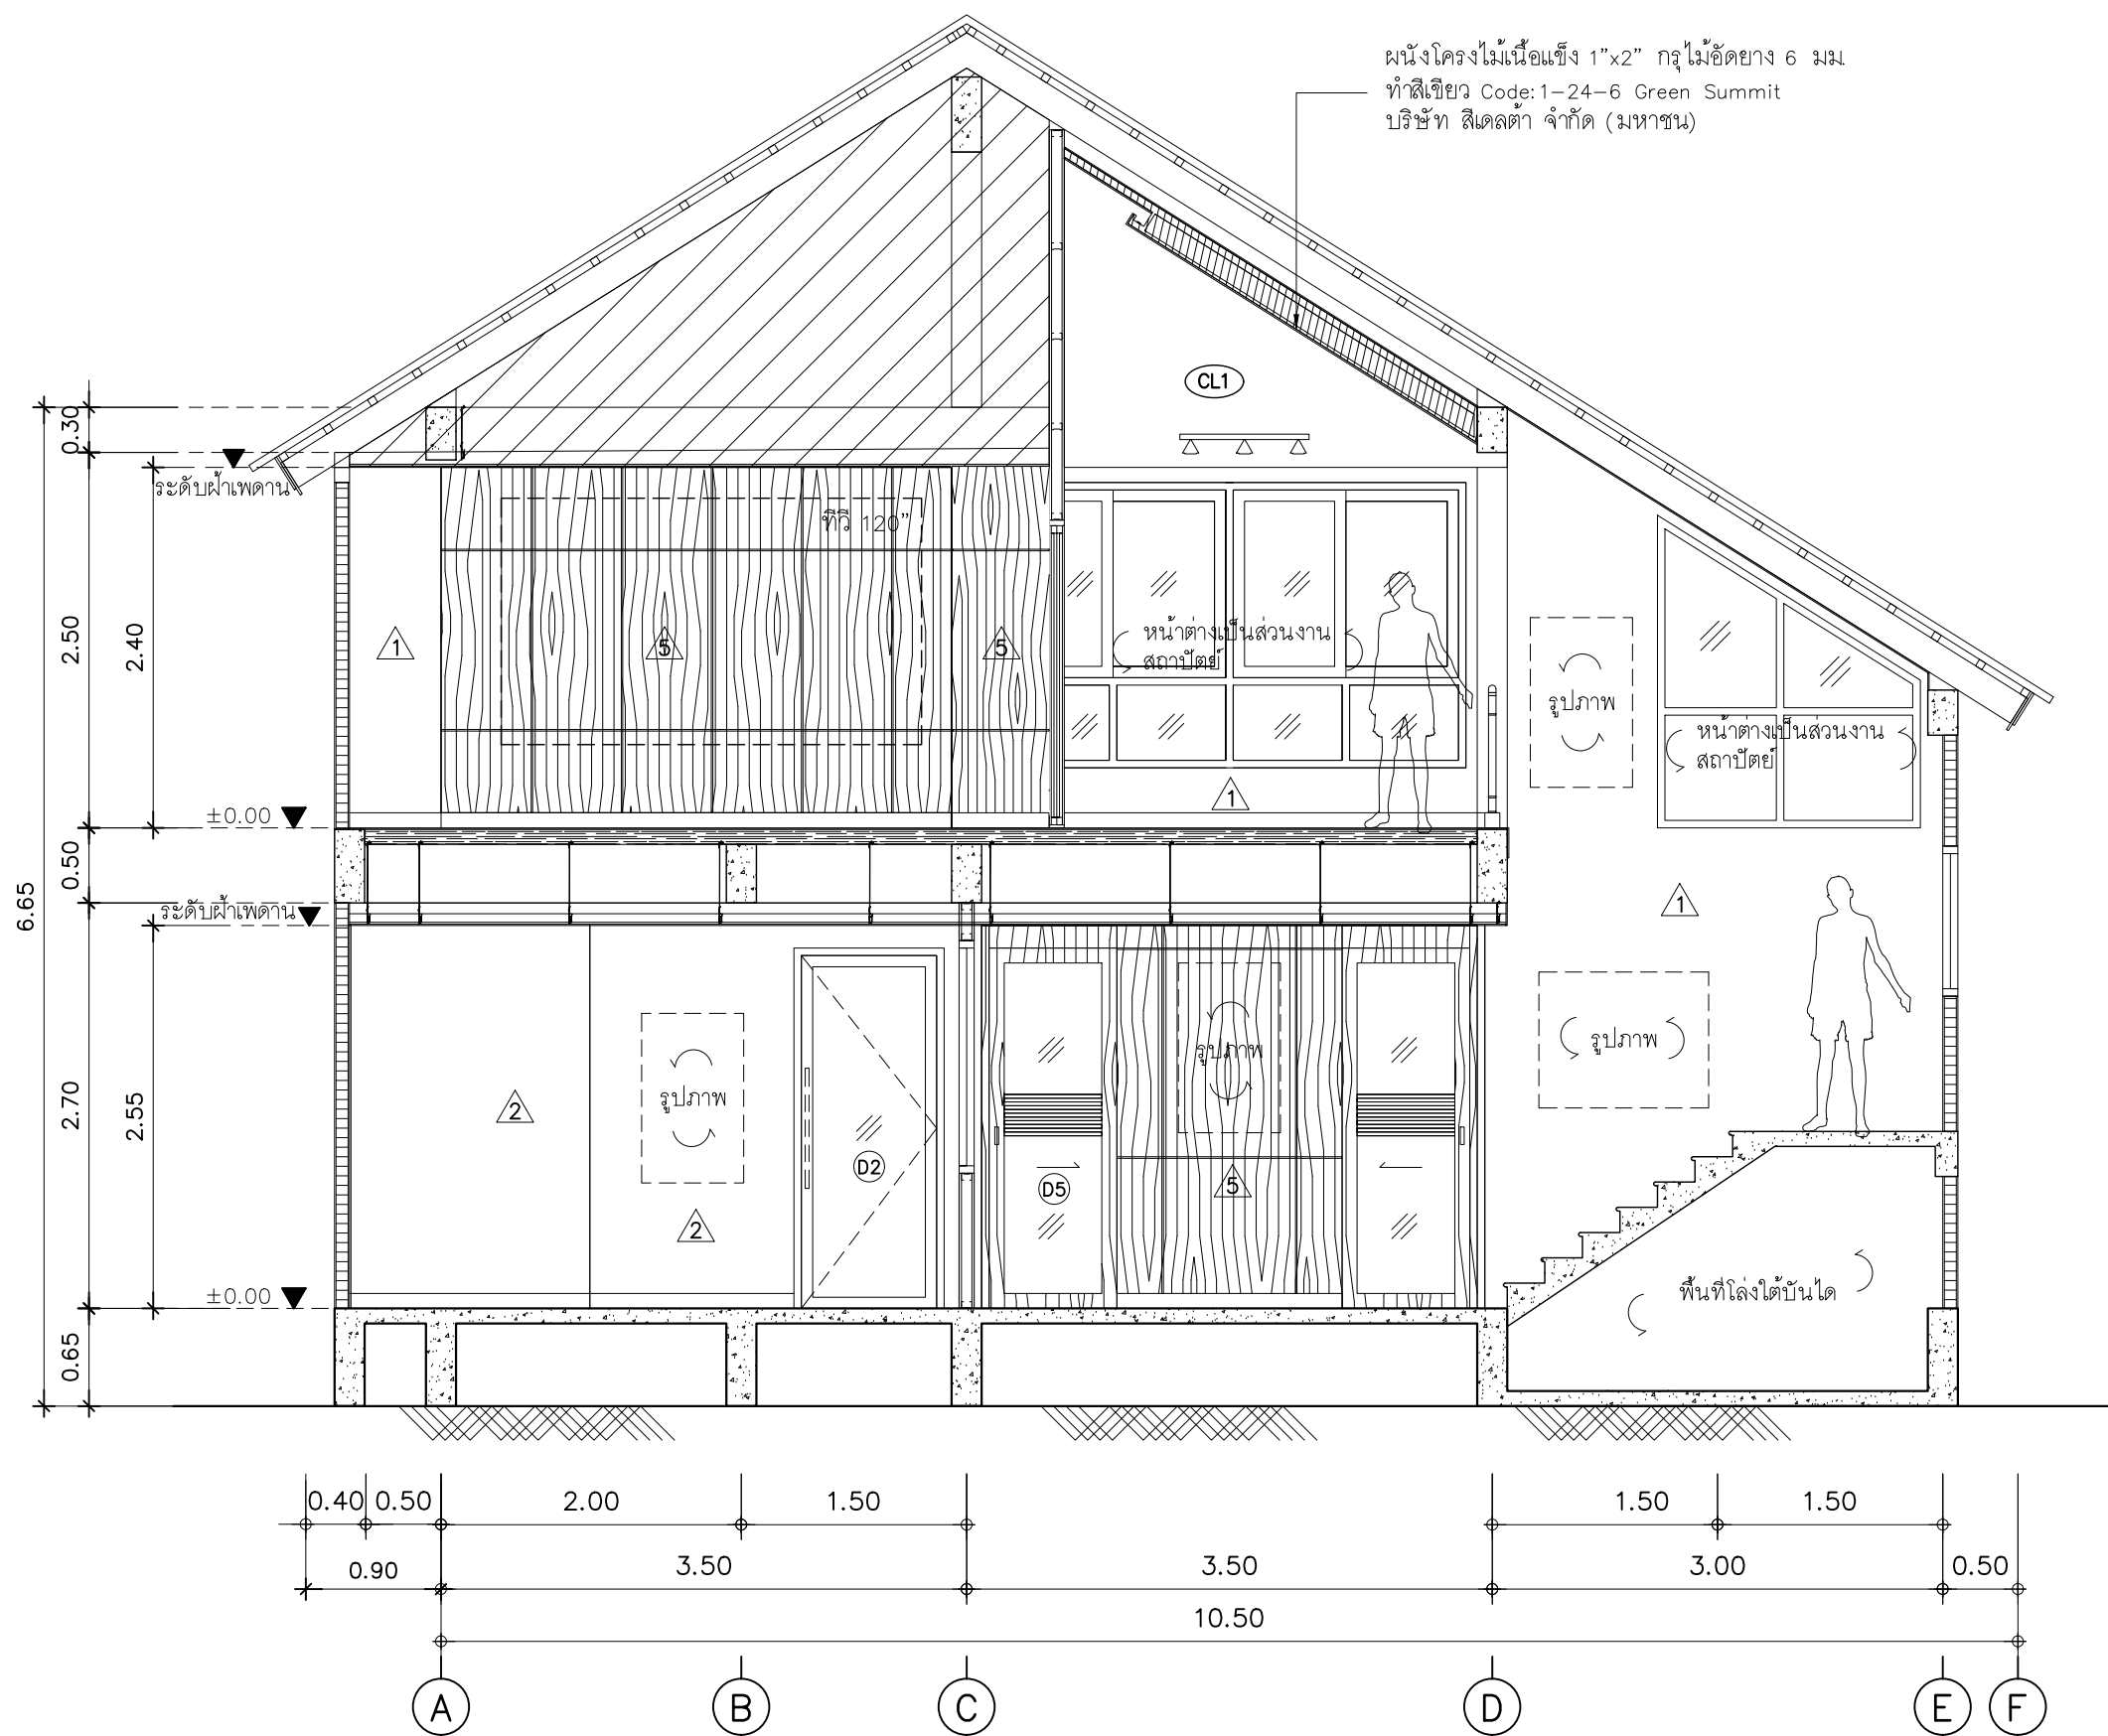 ผนังโครงไม้เนื้อแข็ง 1"x2" กรุไม้อัดยาง 6 มม.
ทำสีเขียว Code:1-24-6 Green Summit
บริษัท สีเดลต้า จำกัด (มหาชน)
CL1
0.30
ระดับฝ้าเพดาน
ทีวี 120"
2.50
2.40
1
5
5
หน้าต่างเป็นส่วนงาน
สถาปัตย์
รูปภาพ
หน้าต่างเป็นส่วนงาน
สถาปัตย์
1
±0.00
0.50
6.65
ระดับฝ้าเพดาน
1
2.70
2.55
2
รูปภาพ
2
D2
รูปภาพ
D5
5
รูปภาพ
พื้นที่โล่งใต้บันได
±0.00
0.65
0.40 0.50 2.00 1.50 1.50 1.50
0.90 3.50 3.50 3.00 0.50
10.50
A B C D E F